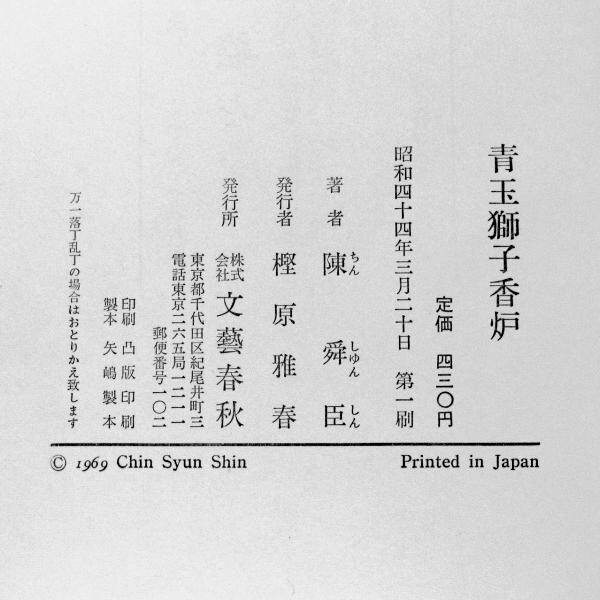 青玉獅子香炉
定価 四三〇円
昭和四十四年三月二十日 第一刷
著者 陳舜臣
ちん しゆん しん
発行者 樫原雅春
発行所 株式会社 文藝春秋
東京都千代田区紀尾井町三
電話東京二六五局一二一一
郵便番号一〇二
印刷 凸版印刷
製本 矢嶋製本
万一落丁乱丁の場合はおとりかえ致します
© 1969 Chin Syun Shin
Printed in Japan